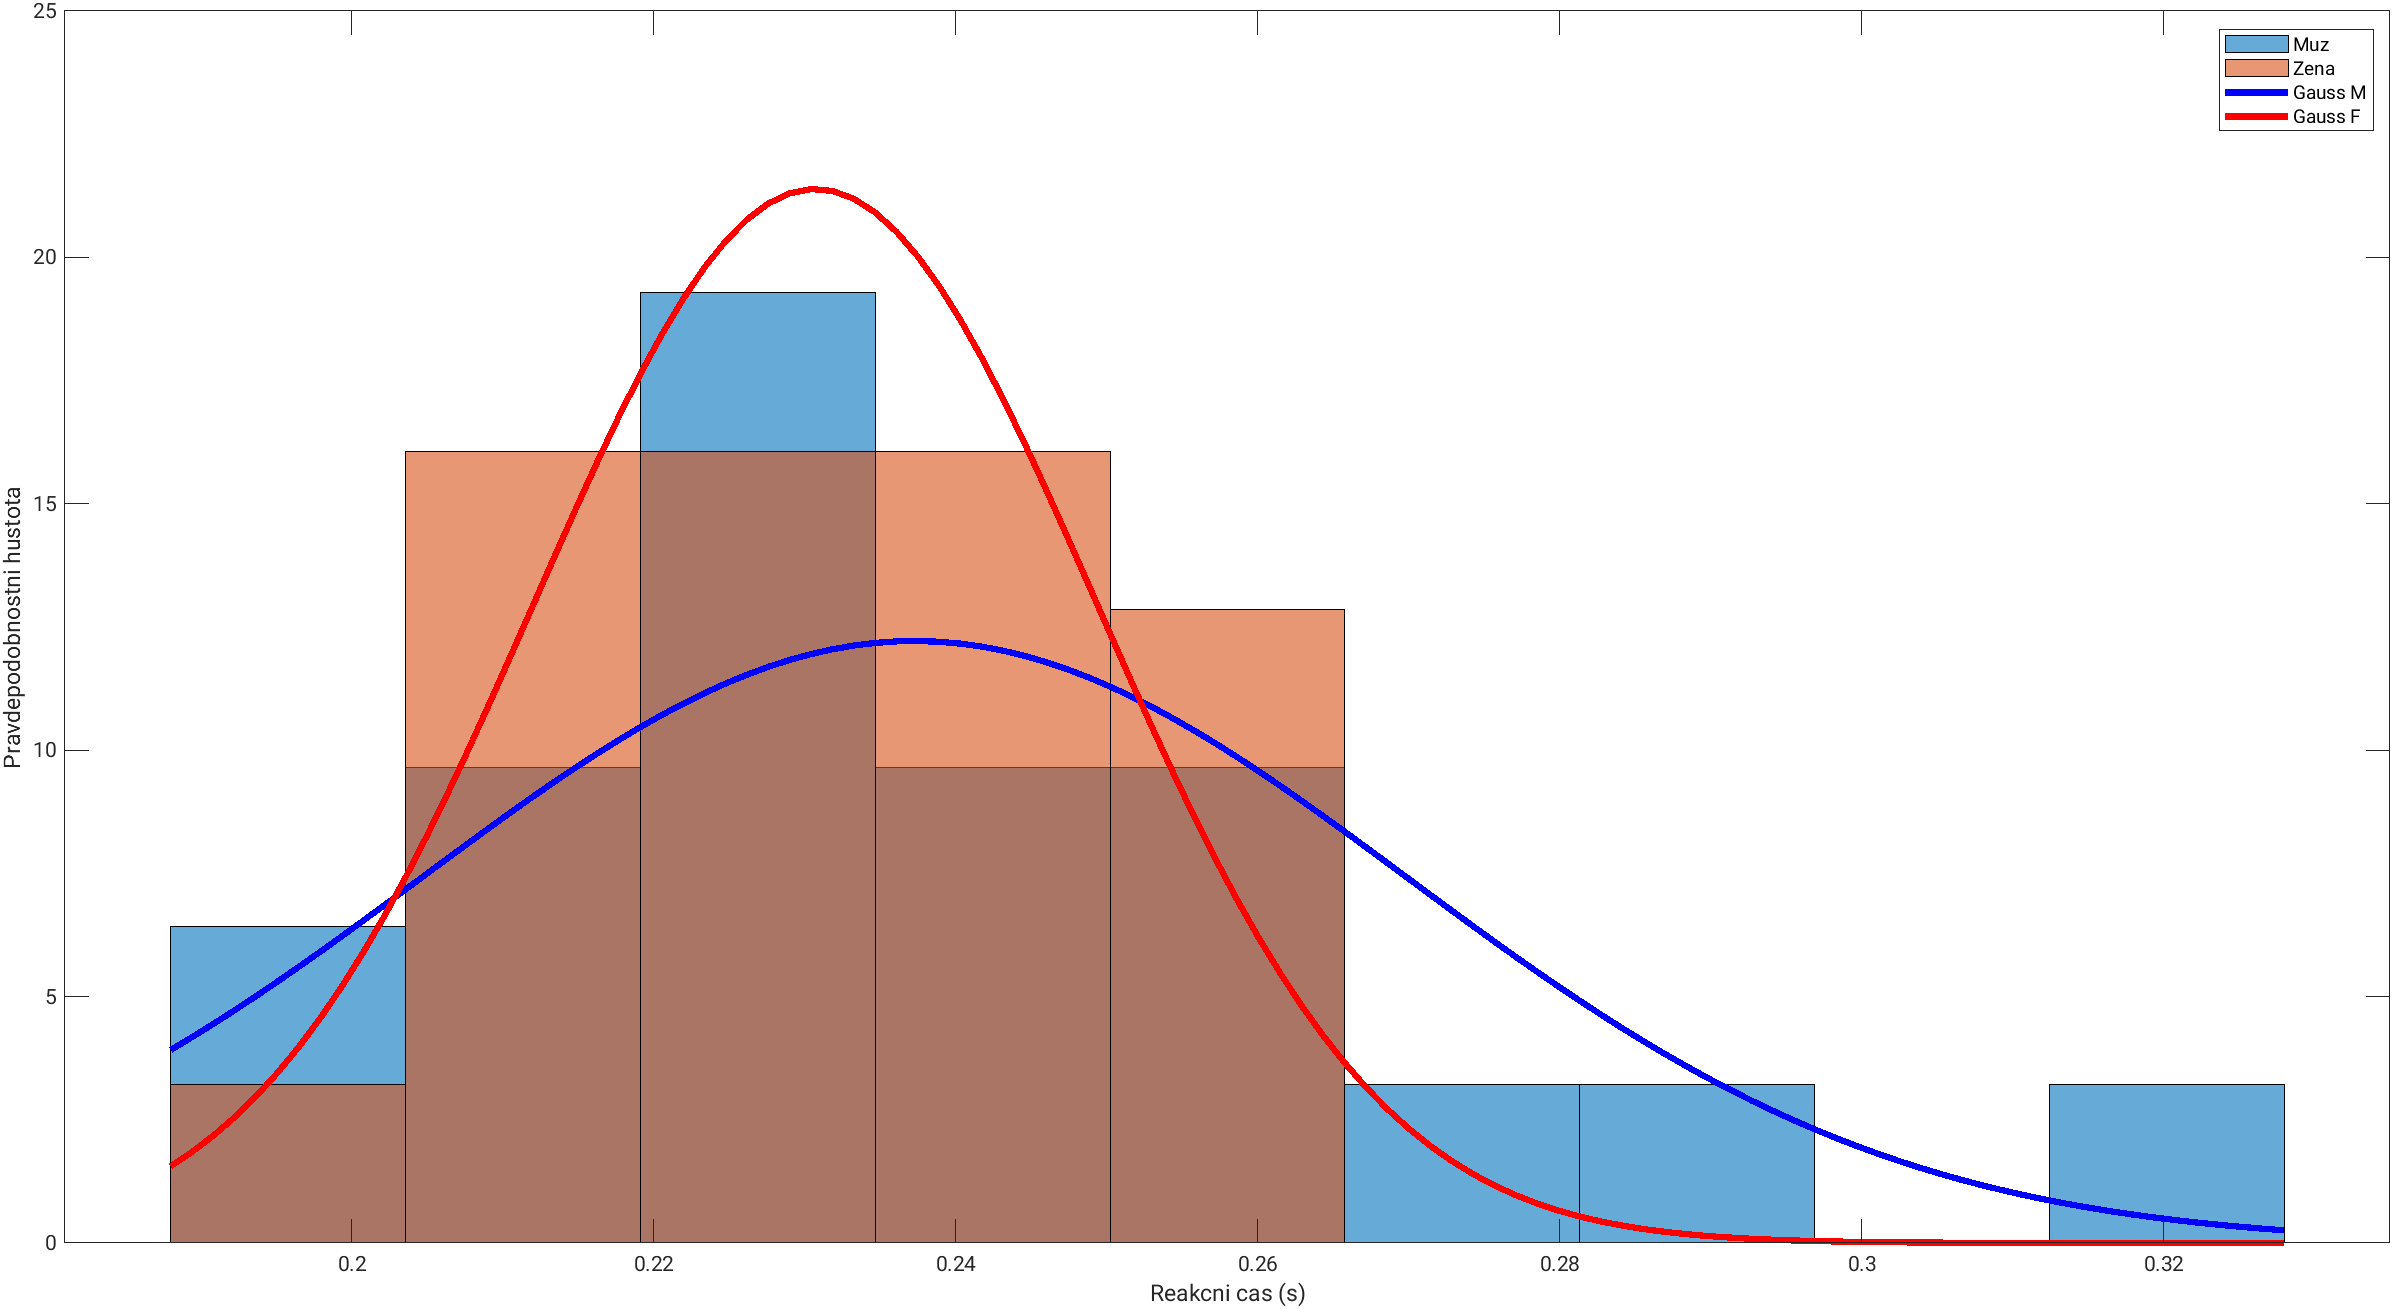 25
20
15
10
5
0
Pravdepodobnostni hustota
Muz
Zena
Gauss M
Gauss F
0.2 0.22 0.24 0.26 0.28 0.3 0.32
Reakcni cas (s)